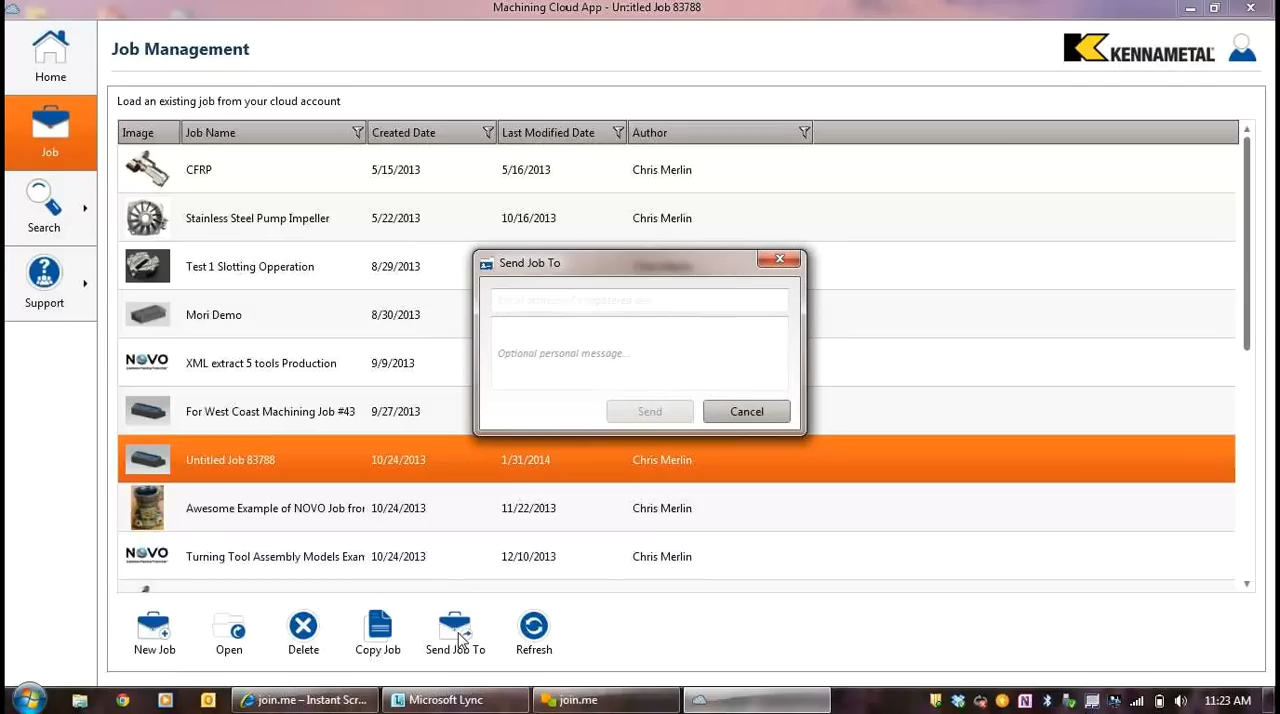 Machining Cloud App - Untitled Job 83788
Home
Job
Search
Support
Job Management
KENNAMETAL
Load an existing job from your cloud account
Image Job Name Created Date Last Modified Date Author
CFRP 5/15/2013 5/16/2013 Chris Merlin
Stainless Steel Pump Impeller 5/22/2013 10/16/2013 Chris Merlin
Test 1 Slotting Opperation 8/29/2013
Mori Demo 8/30/2013
NOVO XML extract 5 tools Production 9/9/2013
For West Coast Machining Job #43 9/27/2013
Untitled Job 83788 10/24/2013 1/31/2014 Chris Merlin
Awesome Example of NOVO Job fror 10/24/2013 11/22/2013 Chris Merlin
NOVO Turning Tool Assembly Models Exam 10/24/2013 12/10/2013 Chris Merlin
Send Job To
Optional personal message...
Send Cancel
New Job Open Delete Copy Job Send Job To Refresh
join.me – Instant Scr... Microsoft Lync join.me 11:23 AM